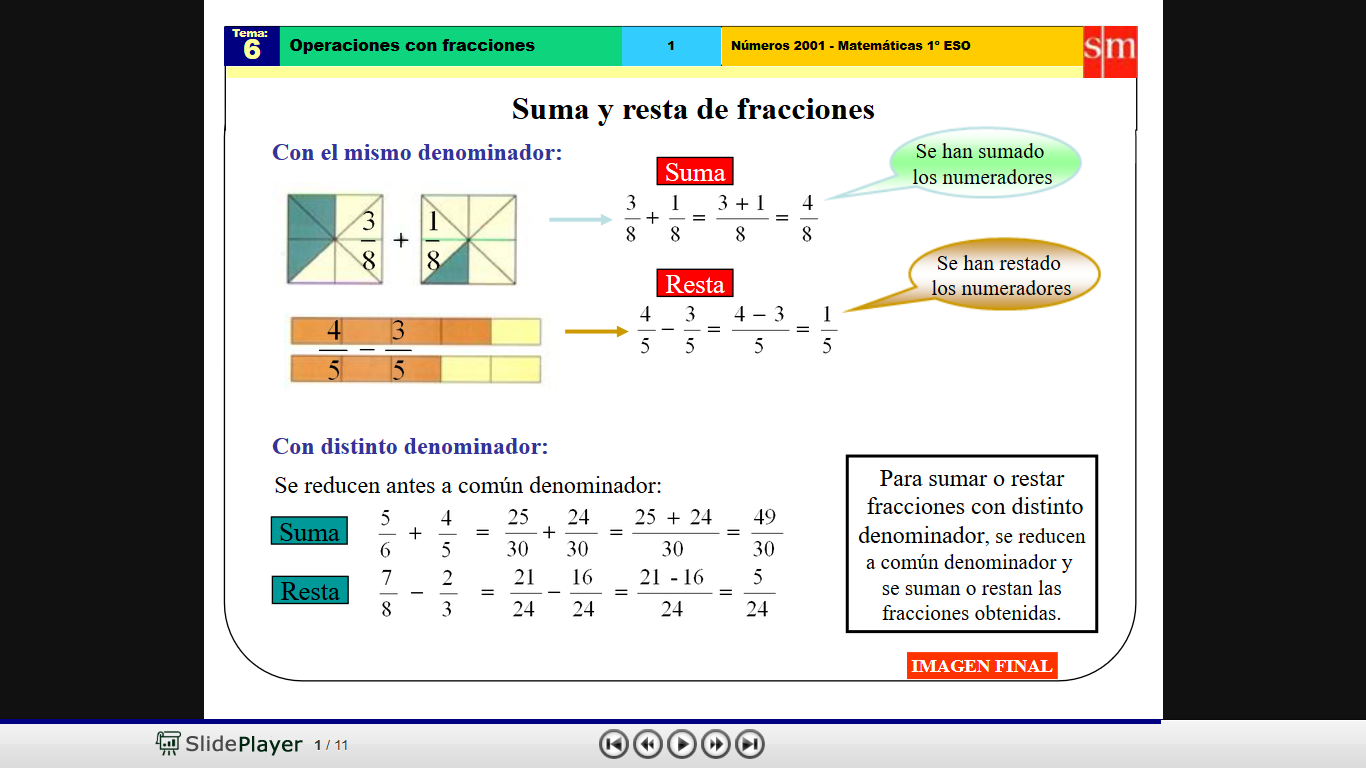 Tema:
6
Operaciones con fracciones
1
Números 2001 - Matemáticas 1º ESO
sm
Suma y resta de fracciones
Con el mismo denominador:
Suma
3/8 + 1/8
3/8 + 1/8 = (3 + 1)/8 = 4/8
Se han sumado
los numeradores
Resta
4/5 − 3/5
4/5 − 3/5 = (4 − 3)/5 = 1/5
Se han restado
los numeradores
Con distinto denominador:
Se reducen antes a común denominador:
Suma
5/6 + 4/5 = 25/30 + 24/30 = (25 + 24)/30 = 49/30
Resta
7/8 − 2/3 = 21/24 − 16/24 = (21 - 16)/24 = 5/24
Para sumar o restar
fracciones con distinto
denominador, se reducen
a común denominador y
se suman o restan las
fracciones obtenidas.
IMAGEN FINAL
SlidePlayer
1 / 11